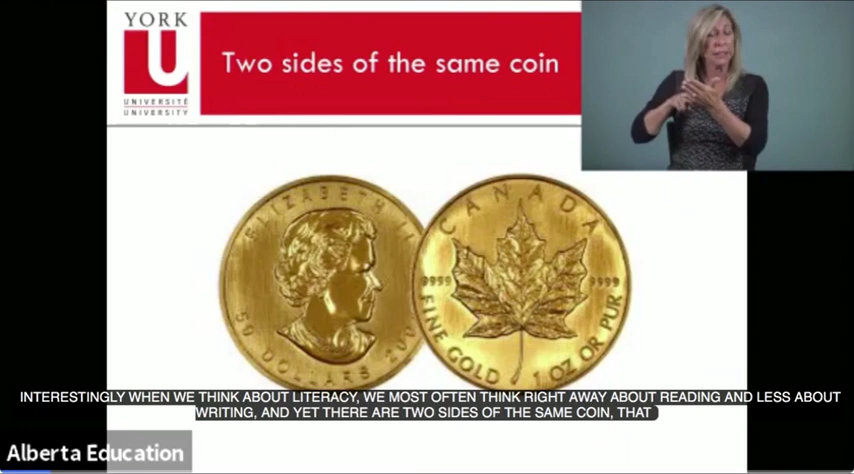 YORK
U
UNIVERSITÉ
UNIVERSITY
Two sides of the same coin
ELIZABETH II
50 DOLLARS
CANADA
9999 9999
FINE GOLD 1 OZ OR PUR
INTERESTINGLY WHEN WE THINK ABOUT LITERACY, WE MOST OFTEN THINK RIGHT AWAY ABOUT READING AND LESS ABOUT
WRITING, AND YET THERE ARE TWO SIDES OF THE SAME COIN, THAT
Alberta Education